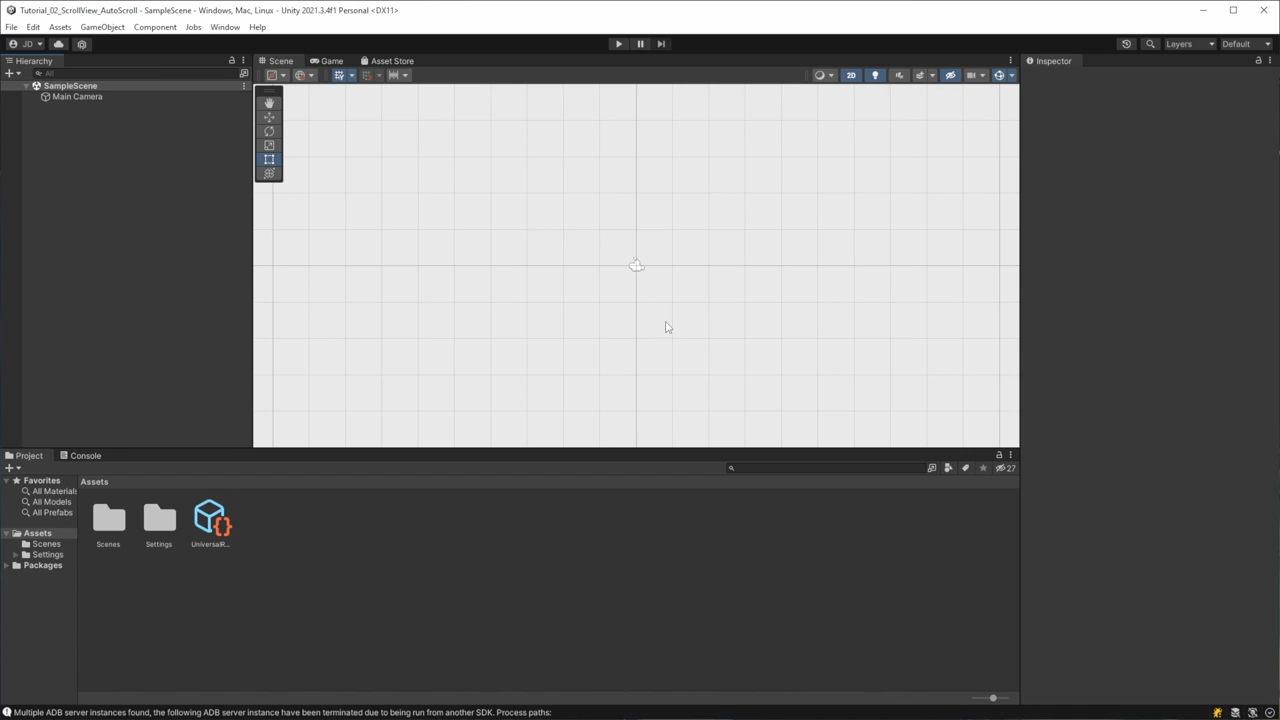 Tutorial_02_ScrollView_AutoScroll - SampleScene - Windows, Mac, Linux - Unity 2021.3.4f1 Personal <DX11>
File Edit Assets GameObject Component Jobs Window Help
JD Layers Default
Hierarchy
All
SampleScene
Main Camera
Scene Game Asset Store
2D
Inspector
Project Console
27
Favorites
All Material
All Models
All Prefabs
Assets
Scenes
Settings
Packages
Assets
Scenes Settings UniversalR...
Multiple ADB server instances found, the following ADB server instance have been terminated due to being run from another SDK. Process paths: